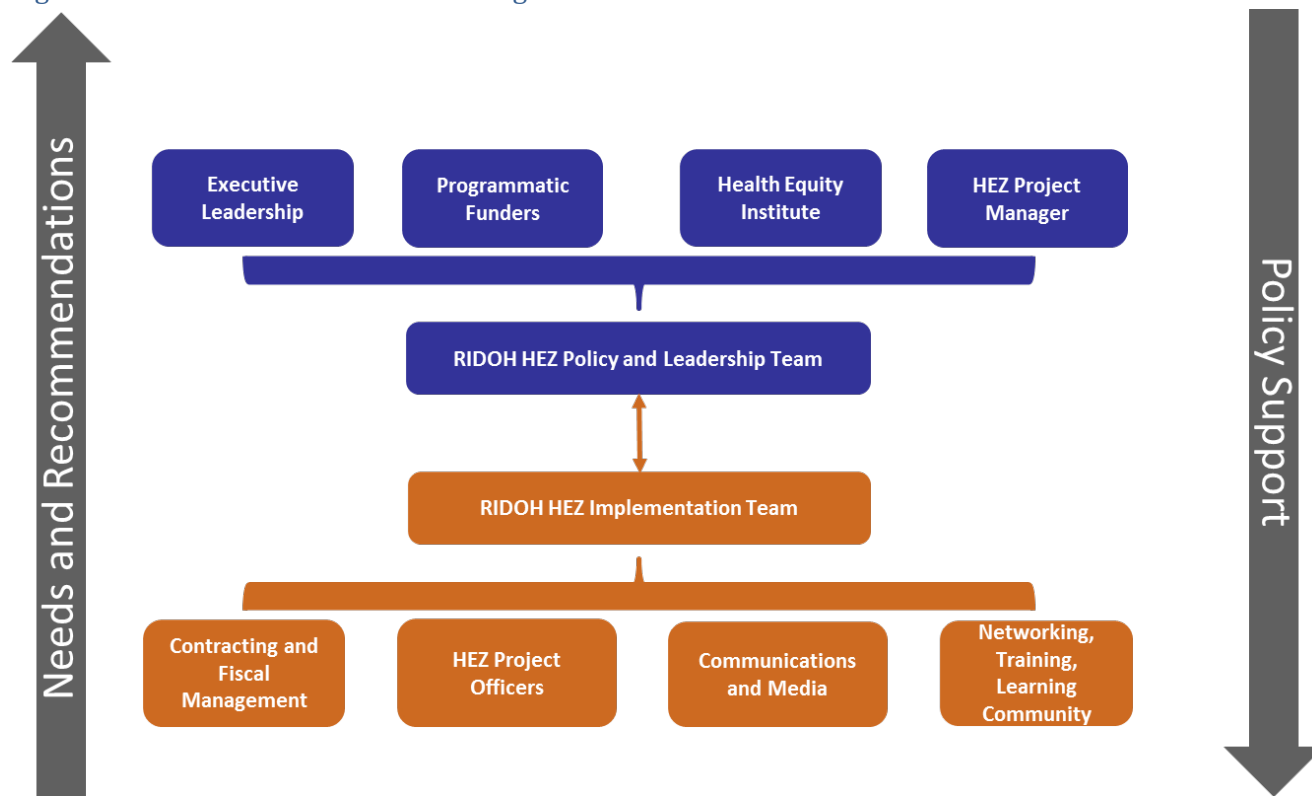 Needs and Recommendations
Executive
Leadership
Programmatic
Funders
Health Equity
Institute
HEZ Project
Manager
RIDOH HEZ Policy and Leadership Team
RIDOH HEZ Implementation Team
Contracting and
Fiscal
Management
HEZ Project
Officers
Communications
and Media
Networking,
Training,
Learning
Community
Policy Support